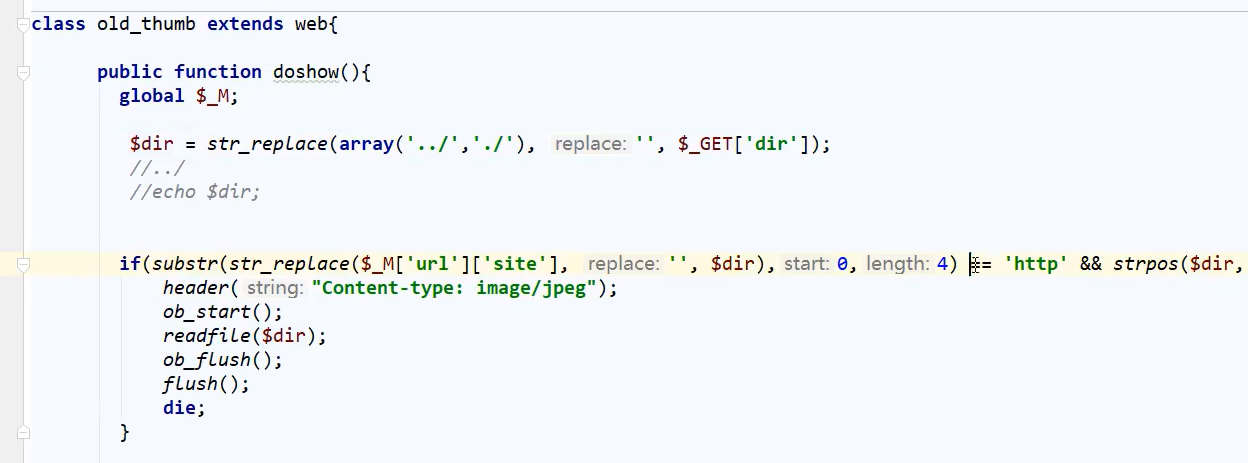 class old_thumb extends web{
public function doshow(){
global $_M;
$dir = str_replace(array('../','./'), replace: '', $_GET['dir']);
//../
//echo $dir;
if(substr(str_replace($_M['url']['site'], replace: '', $dir), start: 0, length: 4) == 'http' && strpos($dir,
header( string: "Content-type: image/jpeg");
ob_start();
readfile($dir);
ob_flush();
flush();
die;
}